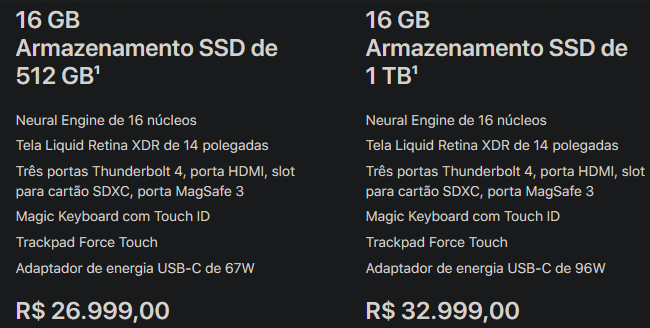 16 GB
Armazenamento SSD de
512 GB¹
Neural Engine de 16 núcleos
Tela Liquid Retina XDR de 14 polegadas
Três portas Thunderbolt 4, porta HDMI, slot
para cartão SDXC, porta MagSafe 3
Magic Keyboard com Touch ID
Trackpad Force Touch
Adaptador de energia USB-C de 67W
R$ 26.999,00
16 GB
Armazenamento SSD de
1 TB¹
Neural Engine de 16 núcleos
Tela Liquid Retina XDR de 14 polegadas
Três portas Thunderbolt 4, porta HDMI, slot
para cartão SDXC, porta MagSafe 3
Magic Keyboard com Touch ID
Trackpad Force Touch
Adaptador de energia USB-C de 96W
R$ 32.999,00